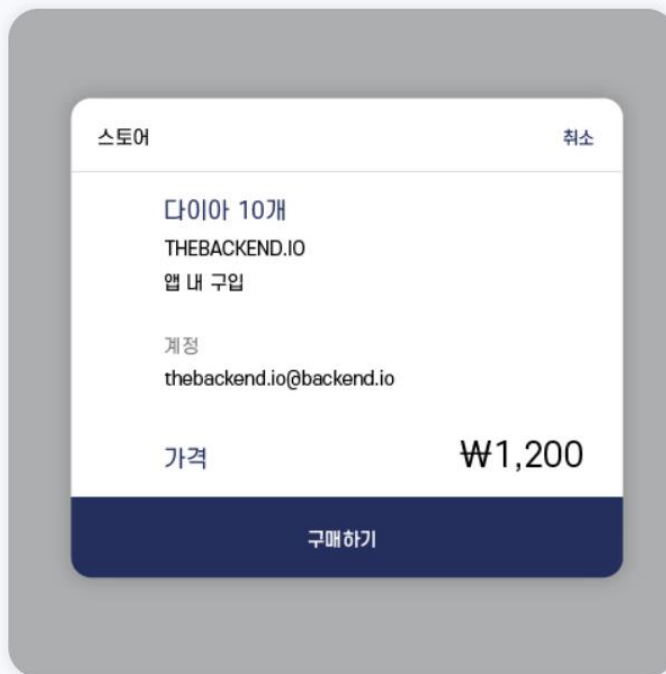 스토어 취소
다이아 10개
THEBACKEND.IO
앱 내 구입
계정
thebackend.io@backend.io
가격 ₩1,200
구매하기